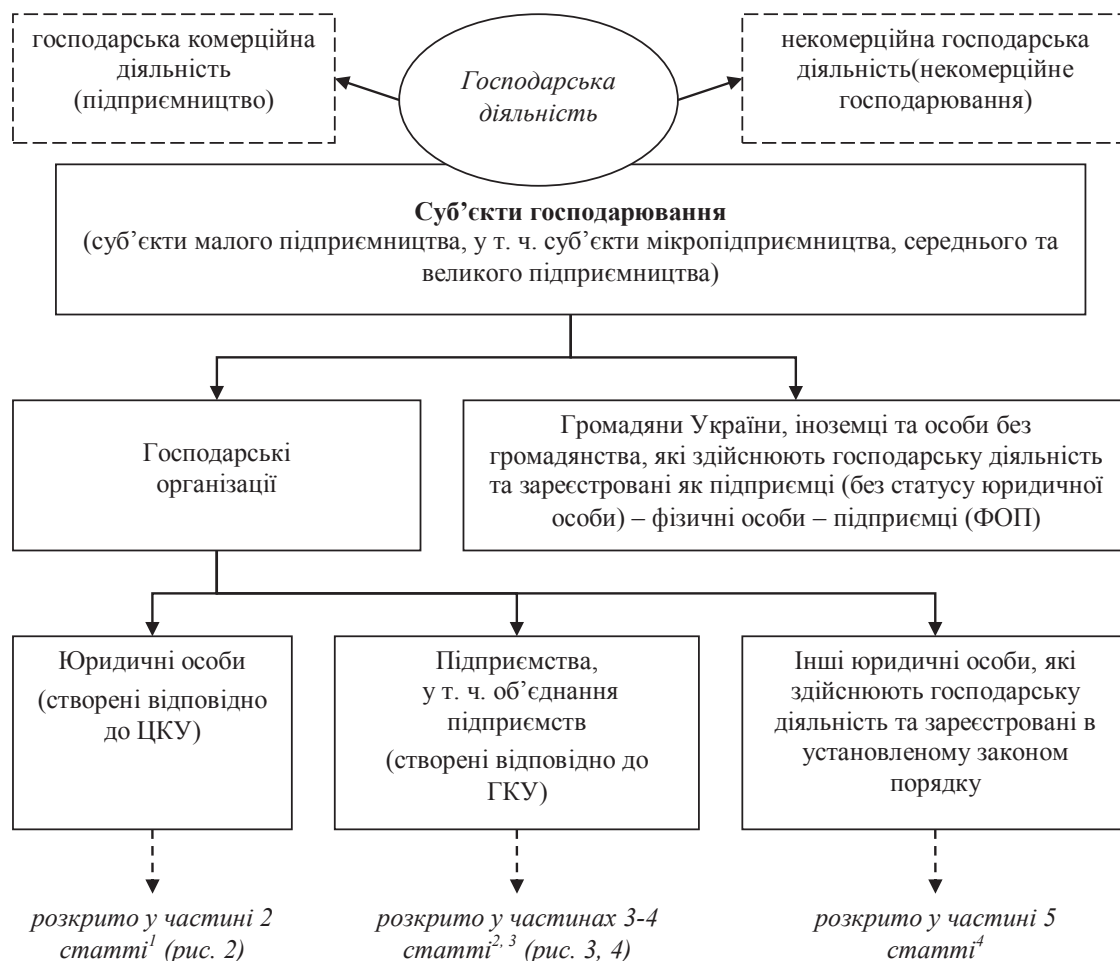 господарська комерційна
діяльність
(підприємництво)
Господарська
діяльність
некомерційна господарська
діяльність(некомерційне
господарювання)
Суб’єкти господарювання
(суб’єкти малого підприємництва, у т. ч. суб’єкти мікропідприємництва, середнього та
великого підприємництва)
Господарські
організації
Громадяни України, іноземці та особи без
громадянства, які здійснюють господарську діяльність
та зареєстровані як підприємці (без статусу юридичної
особи) – фізичні особи – підприємці (ФОП)
Юридичні особи
(створені відповідно
до ЦКУ)
Підприємства,
у т. ч. об’єднання
підприємств
(створені відповідно до
ГКУ)
Інші юридичні особи, які
здійснюють господарську
діяльність та зареєстровані в
установленому законом
порядку
розкрито у частині 2
статті¹ (рис. 2)
розкрито у частинах 3-4
статті²˒ ³ (рис. 3, 4)
розкрито у частині 5
статті⁴